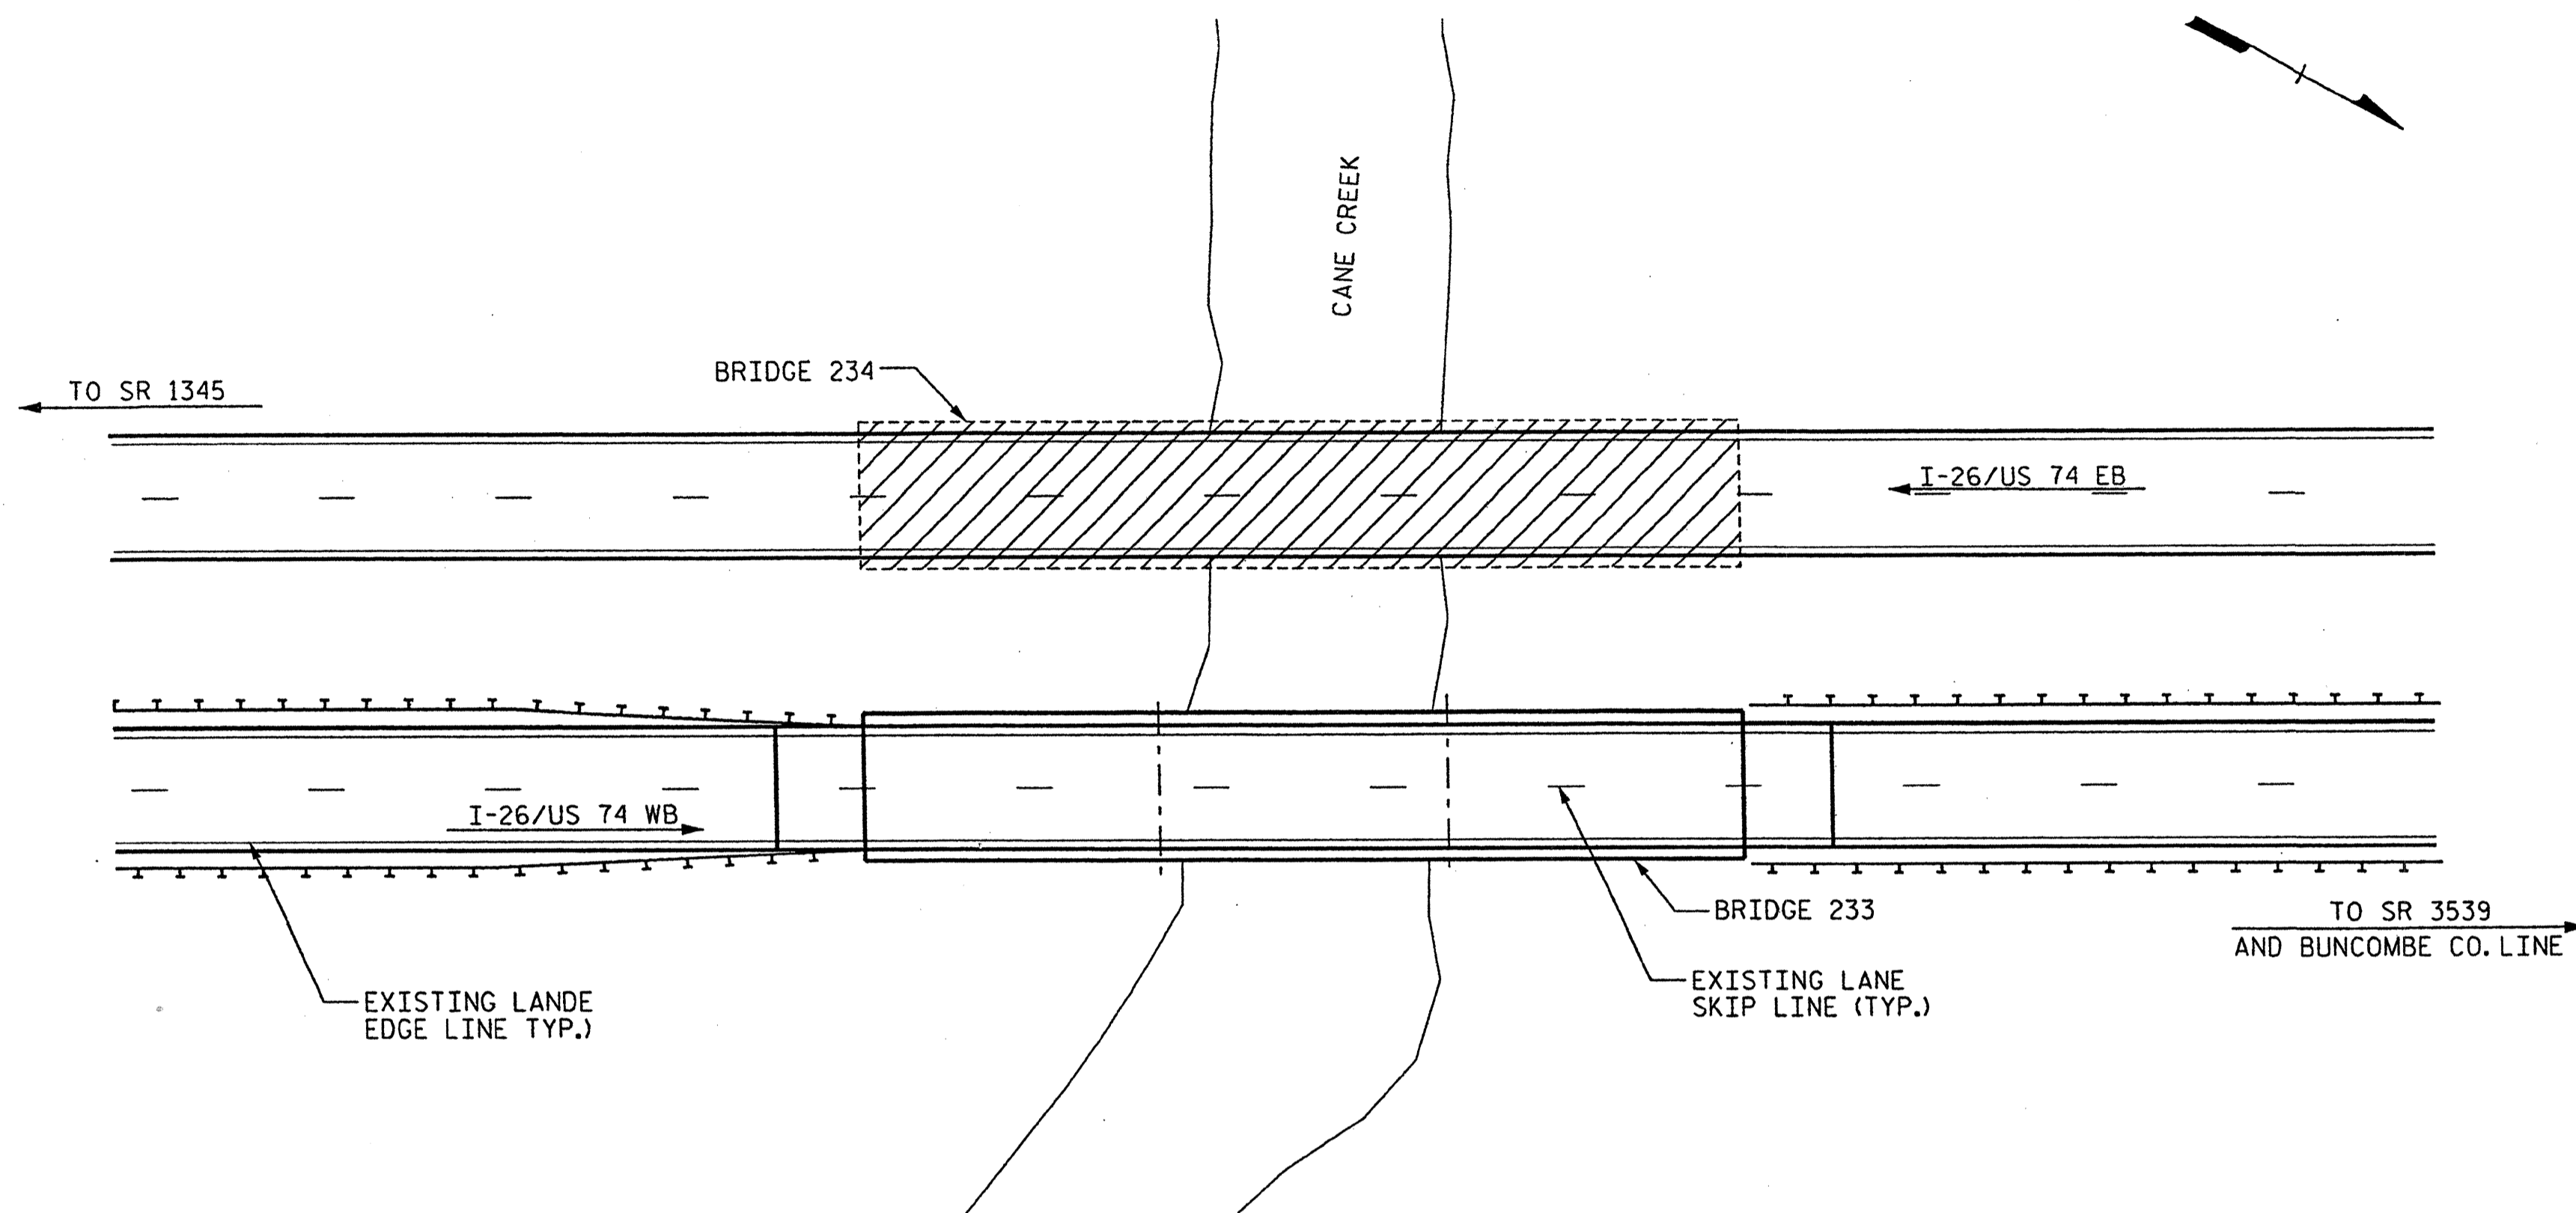 CANE CREEK
BRIDGE 234
TO SR 1345
I-26/US 74 EB
I-26/US 74 WB
BRIDGE 233
TO SR 3539
AND BUNCOMBE CO. LINE
EXISTING LANE
SKIP LINE (TYP.)
EXISTING LANDE
EDGE LINE TYP.)